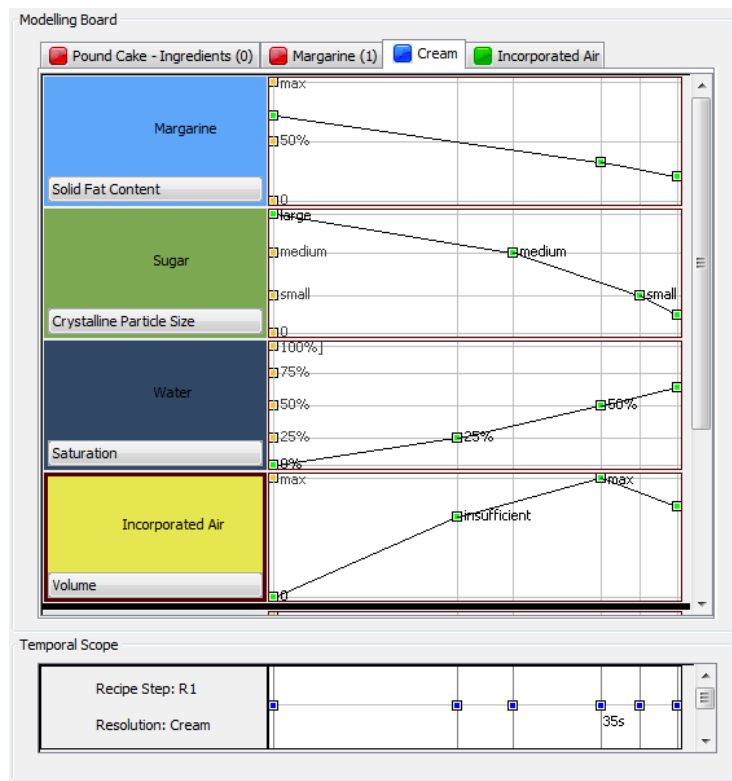 Modelling Board
Pound Cake - Ingredients (0)
Margarine (1)
Cream
Incorporated Air
Margarine
Solid Fat Content
max
50%
0
Sugar
Crystalline Particle Size
large
medium
medium
small
small
0
Water
Saturation
100%]
75%
50%
50%
25%
25%
0%
Incorporated Air
Volume
max
max
insufficient
0
Temporal Scope
Recipe Step: R1
Resolution: Cream
35s